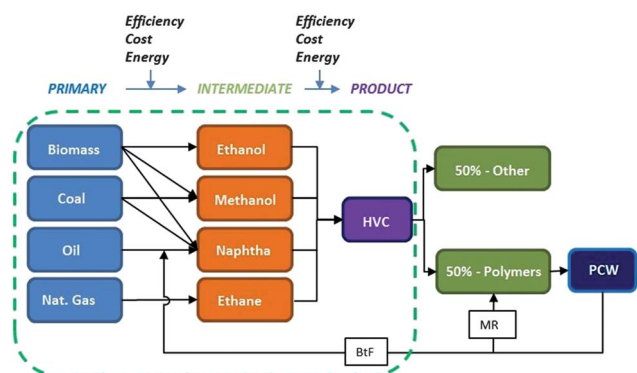 Efficiency
Cost
Energy
Efficiency
Cost
Energy
PRIMARY
INTERMEDIATE
PRODUCT
Biomass
Ethanol
50% - Other
Coal
Methanol
HVC
Oil
Naphtha
50% - Polymers
PCW
Nat. Gas
Ethane
MR
BtF